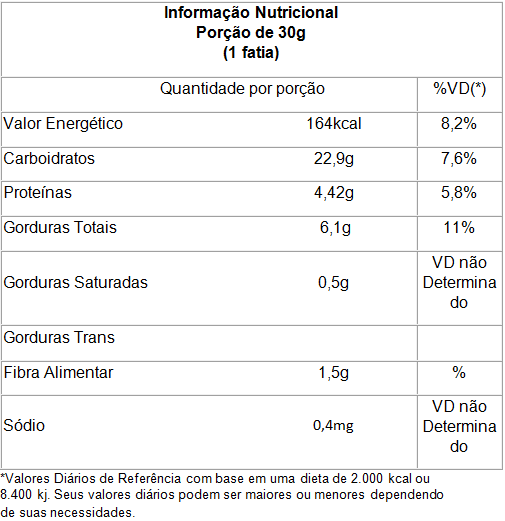 Informação Nutricional
Porção de 30g
(1 fatia)
Quantidade por porção %VD(*)
Valor Energético 164kcal 8,2%
Carboidratos 22,9g 7,6%
Proteínas 4,42g 5,8%
Gorduras Totais 6,1g 11%
Gorduras Saturadas 0,5g VD não
Determina
do
Gorduras Trans
Fibra Alimentar 1,5g %
Sódio 0,4mg VD não
Determina
do
*Valores Diários de Referência com base em uma dieta de 2.000 kcal ou
8.400 kj. Seus valores diários podem ser maiores ou menores dependendo
de suas necessidades.